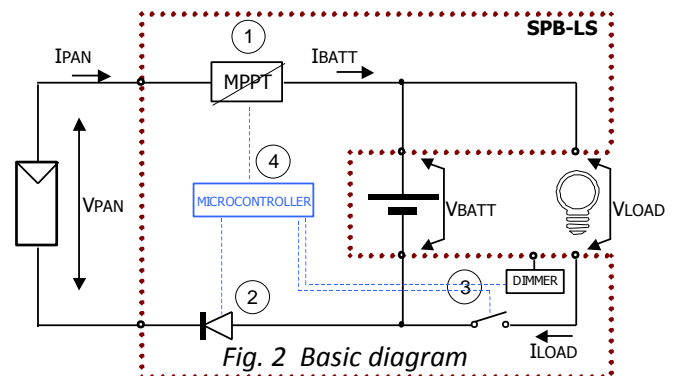 SPB-LS
1
IPAN
IBATT
MPPT
4
MICROCONTROLLER
VPAN
VBATT
VLOAD
2
3
DIMMER
ILOAD
Fig. 2 Basic diagram